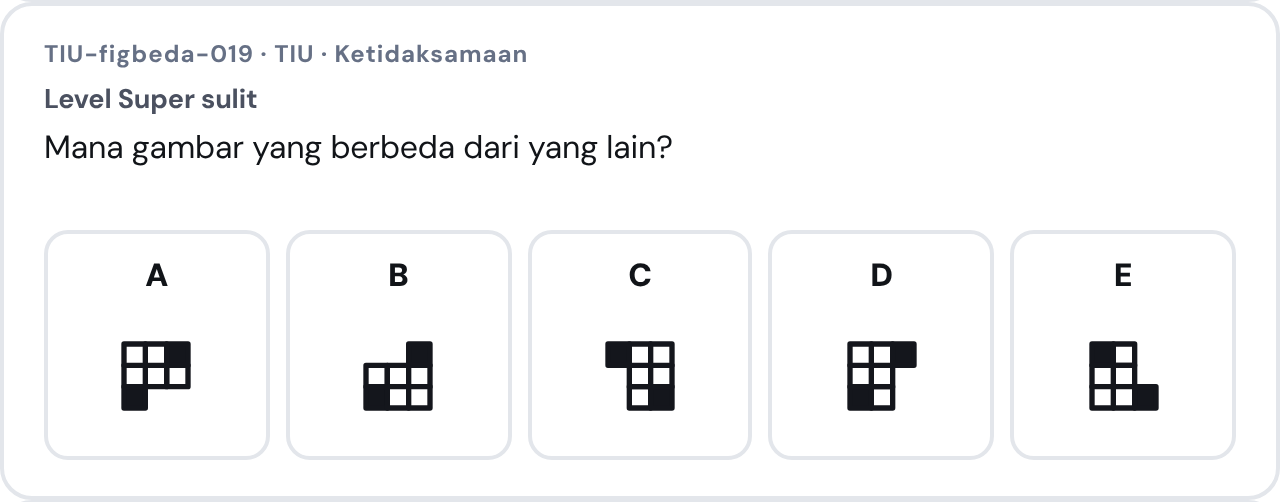 TIU-figbeda-019 · TIU · Ketidaksamaan
Level Super sulit
Mana gambar yang berbeda dari yang lain?
A B C D E